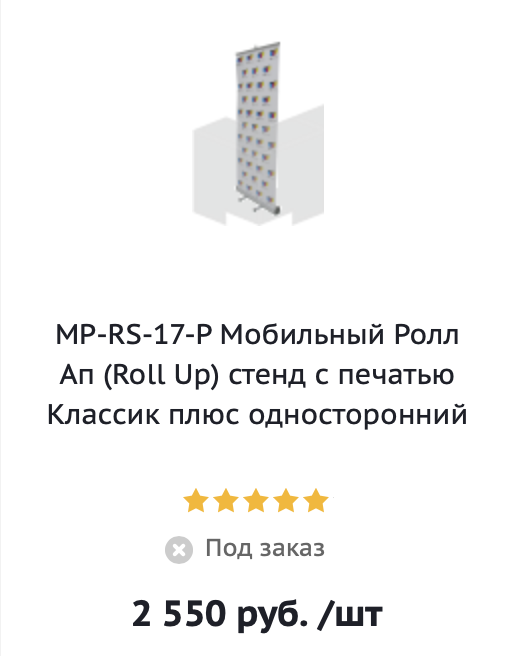 MP-RS-17-P Мобильный Ролл
Ап (Roll Up) стенд с печатью
Классик плюс односторонний
Под заказ
2 550 руб. /шт